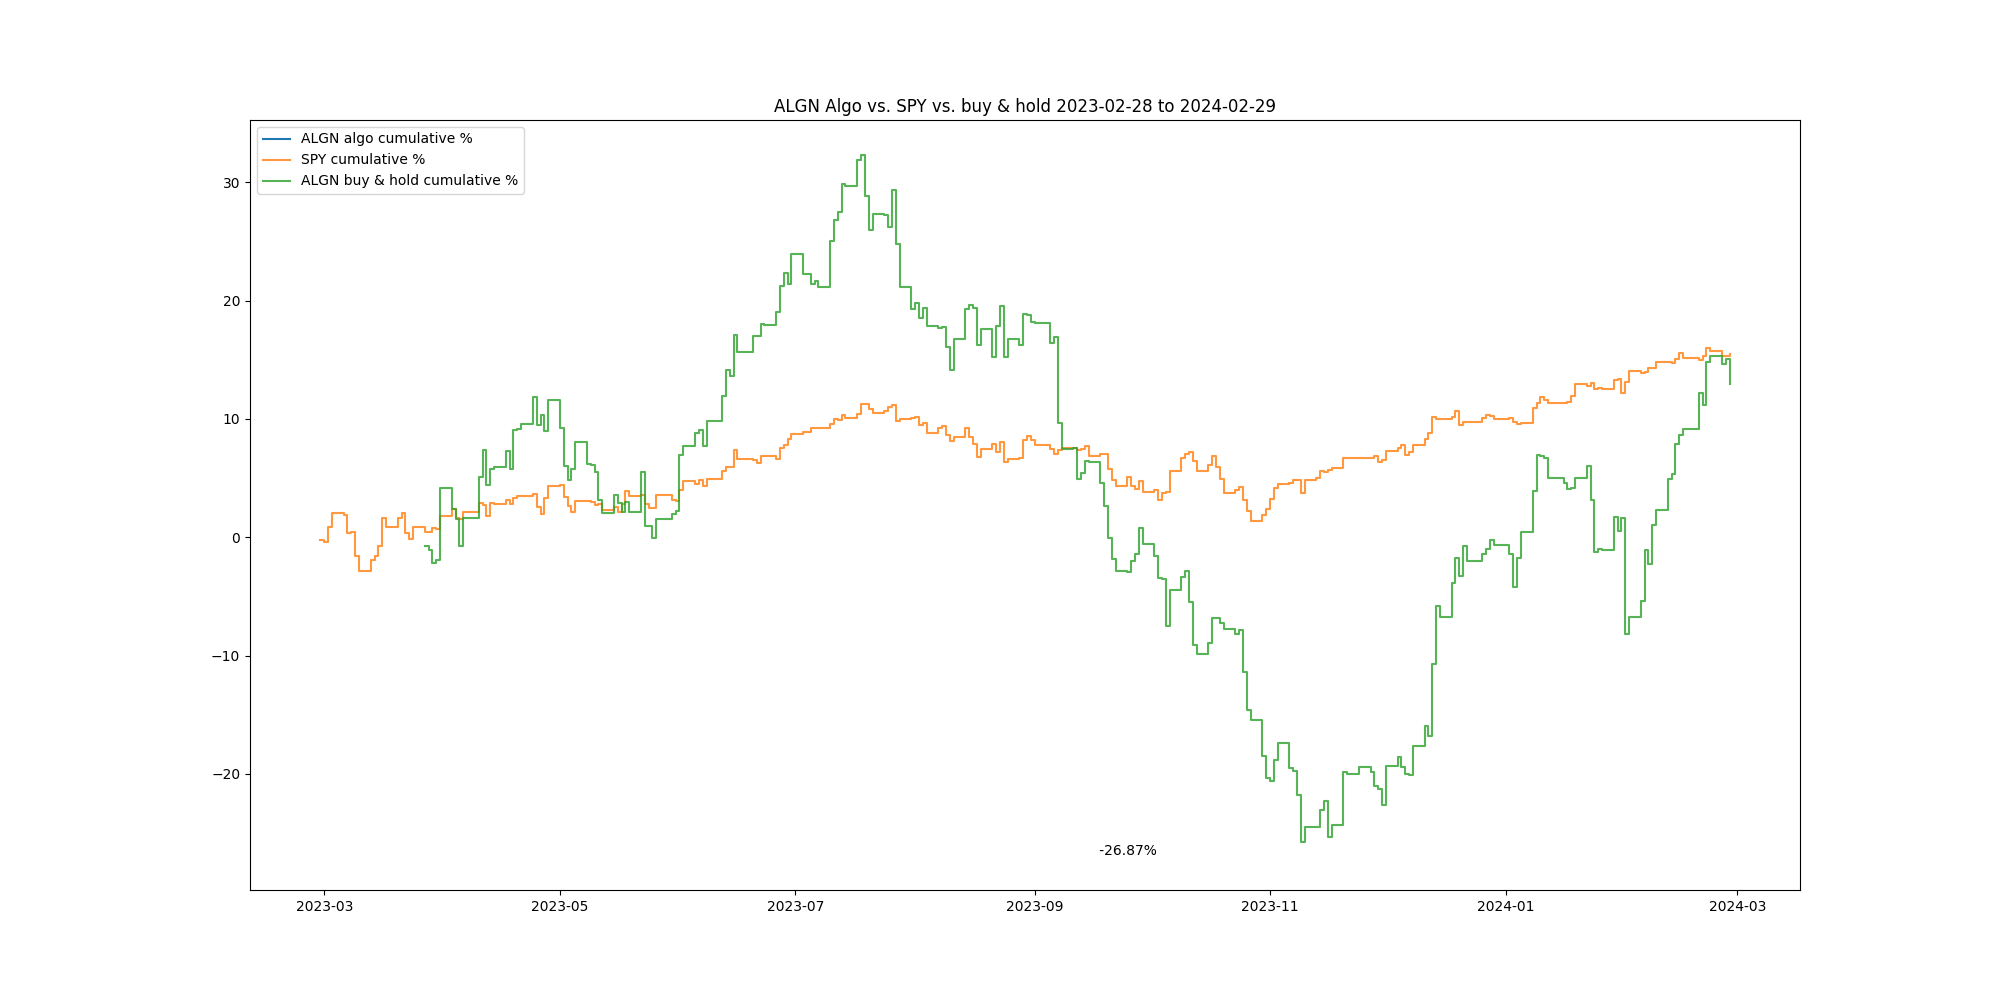 ALGN Algo vs. SPY vs. buy & hold 2023-02-28 to 2024-02-29
ALGN algo cumulative %
SPY cumulative %
ALGN buy & hold cumulative %
30
20
10
0
−10
−20
-26.87%
2023-03 2023-05 2023-07 2023-09 2023-11 2024-01 2024-03